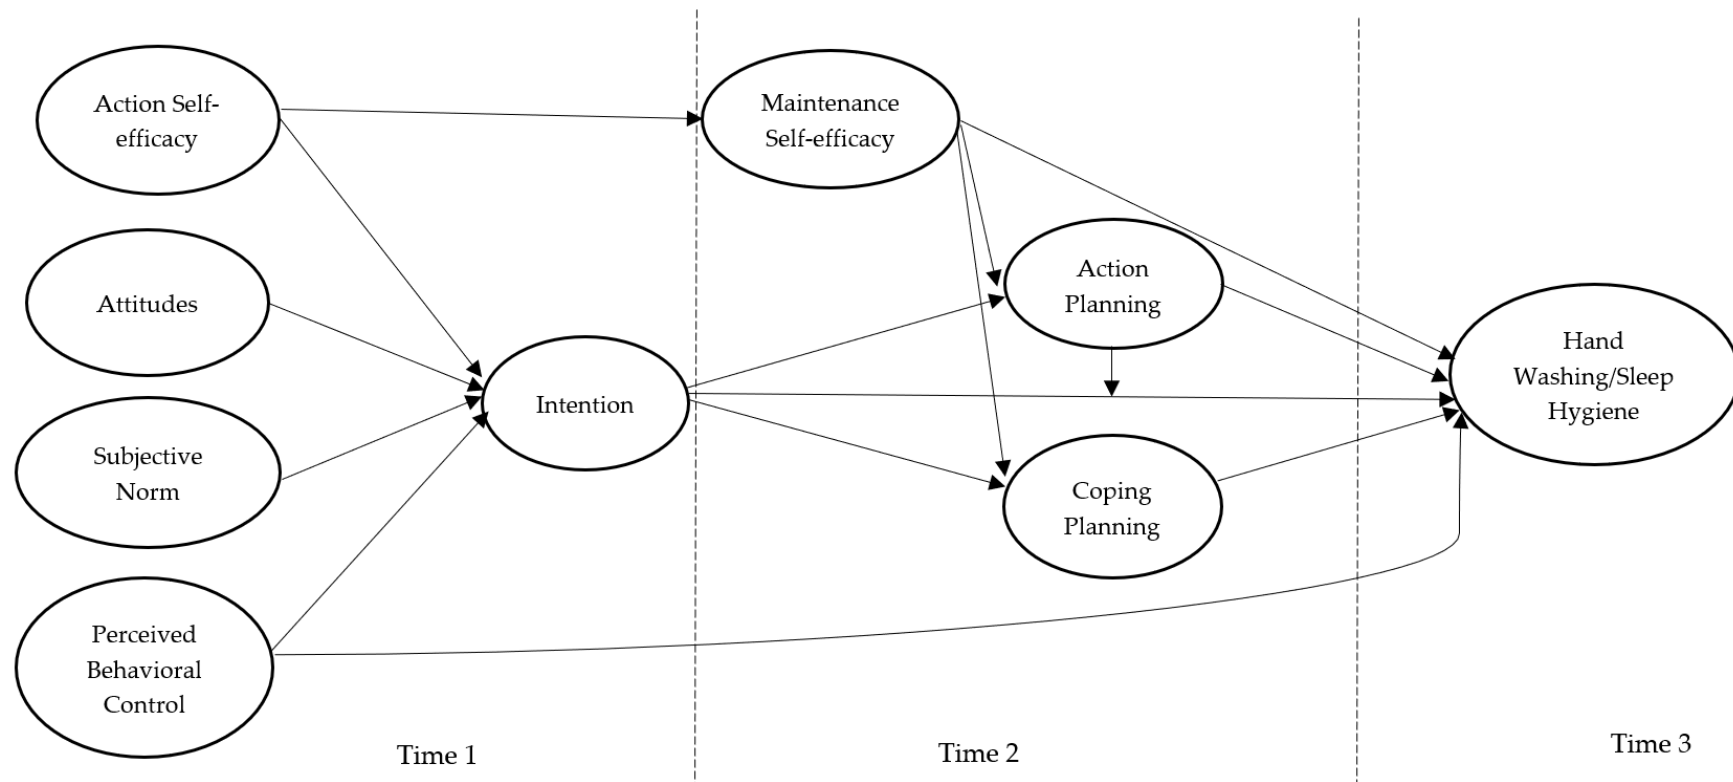 Action Self-
efficacy
Maintenance
Self-efficacy
Attitudes
Action
Planning
Intention
Hand
Washing/Sleep
Hygiene
Subjective
Norm
Coping
Planning
Perceived
Behavioral
Control
Time 1
Time 2
Time 3